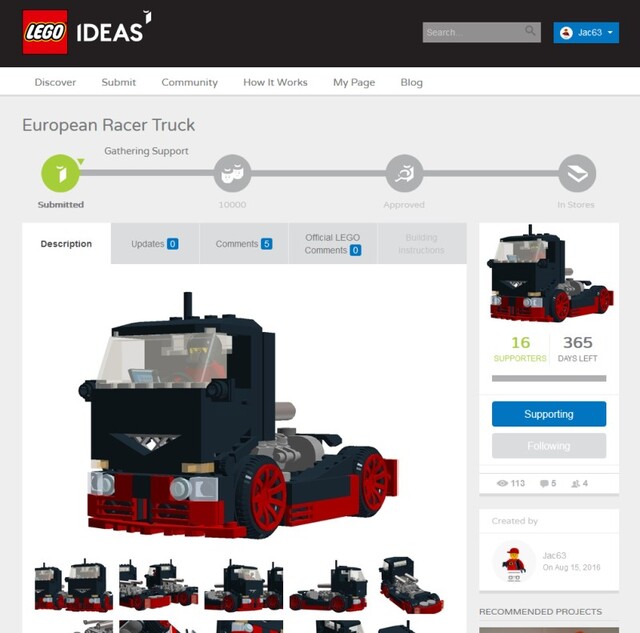 LEGO IDEAS
Search...
Jac63
Discover Submit Community How It Works My Page Blog
European Racer Truck
Gathering Support
Submitted 10000 Approved In Stores
Description Updates 0 Comments 5 Official LEGO Comments 0 Building Instructions
16 365
SUPPORTERS DAYS LEFT
Supporting
Following
113 5 4
Created by
Jac63
On Aug 15, 2016
RECOMMENDED PROJECTS